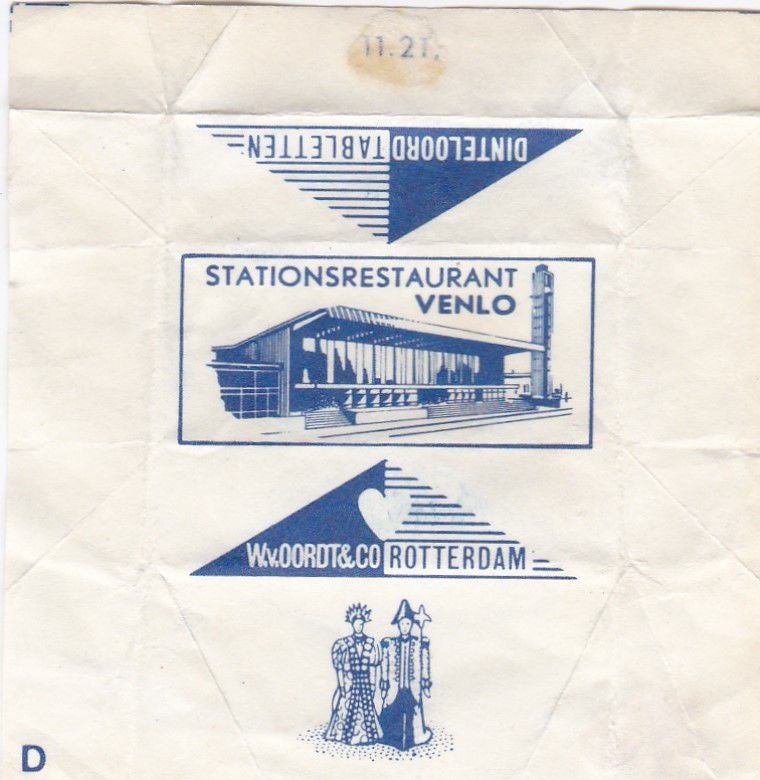 11.21.
DINTELOORD TABLETTEN
STATIONSRESTAURANT
VENLO
W.v.OORDT&CO ROTTERDAM
D